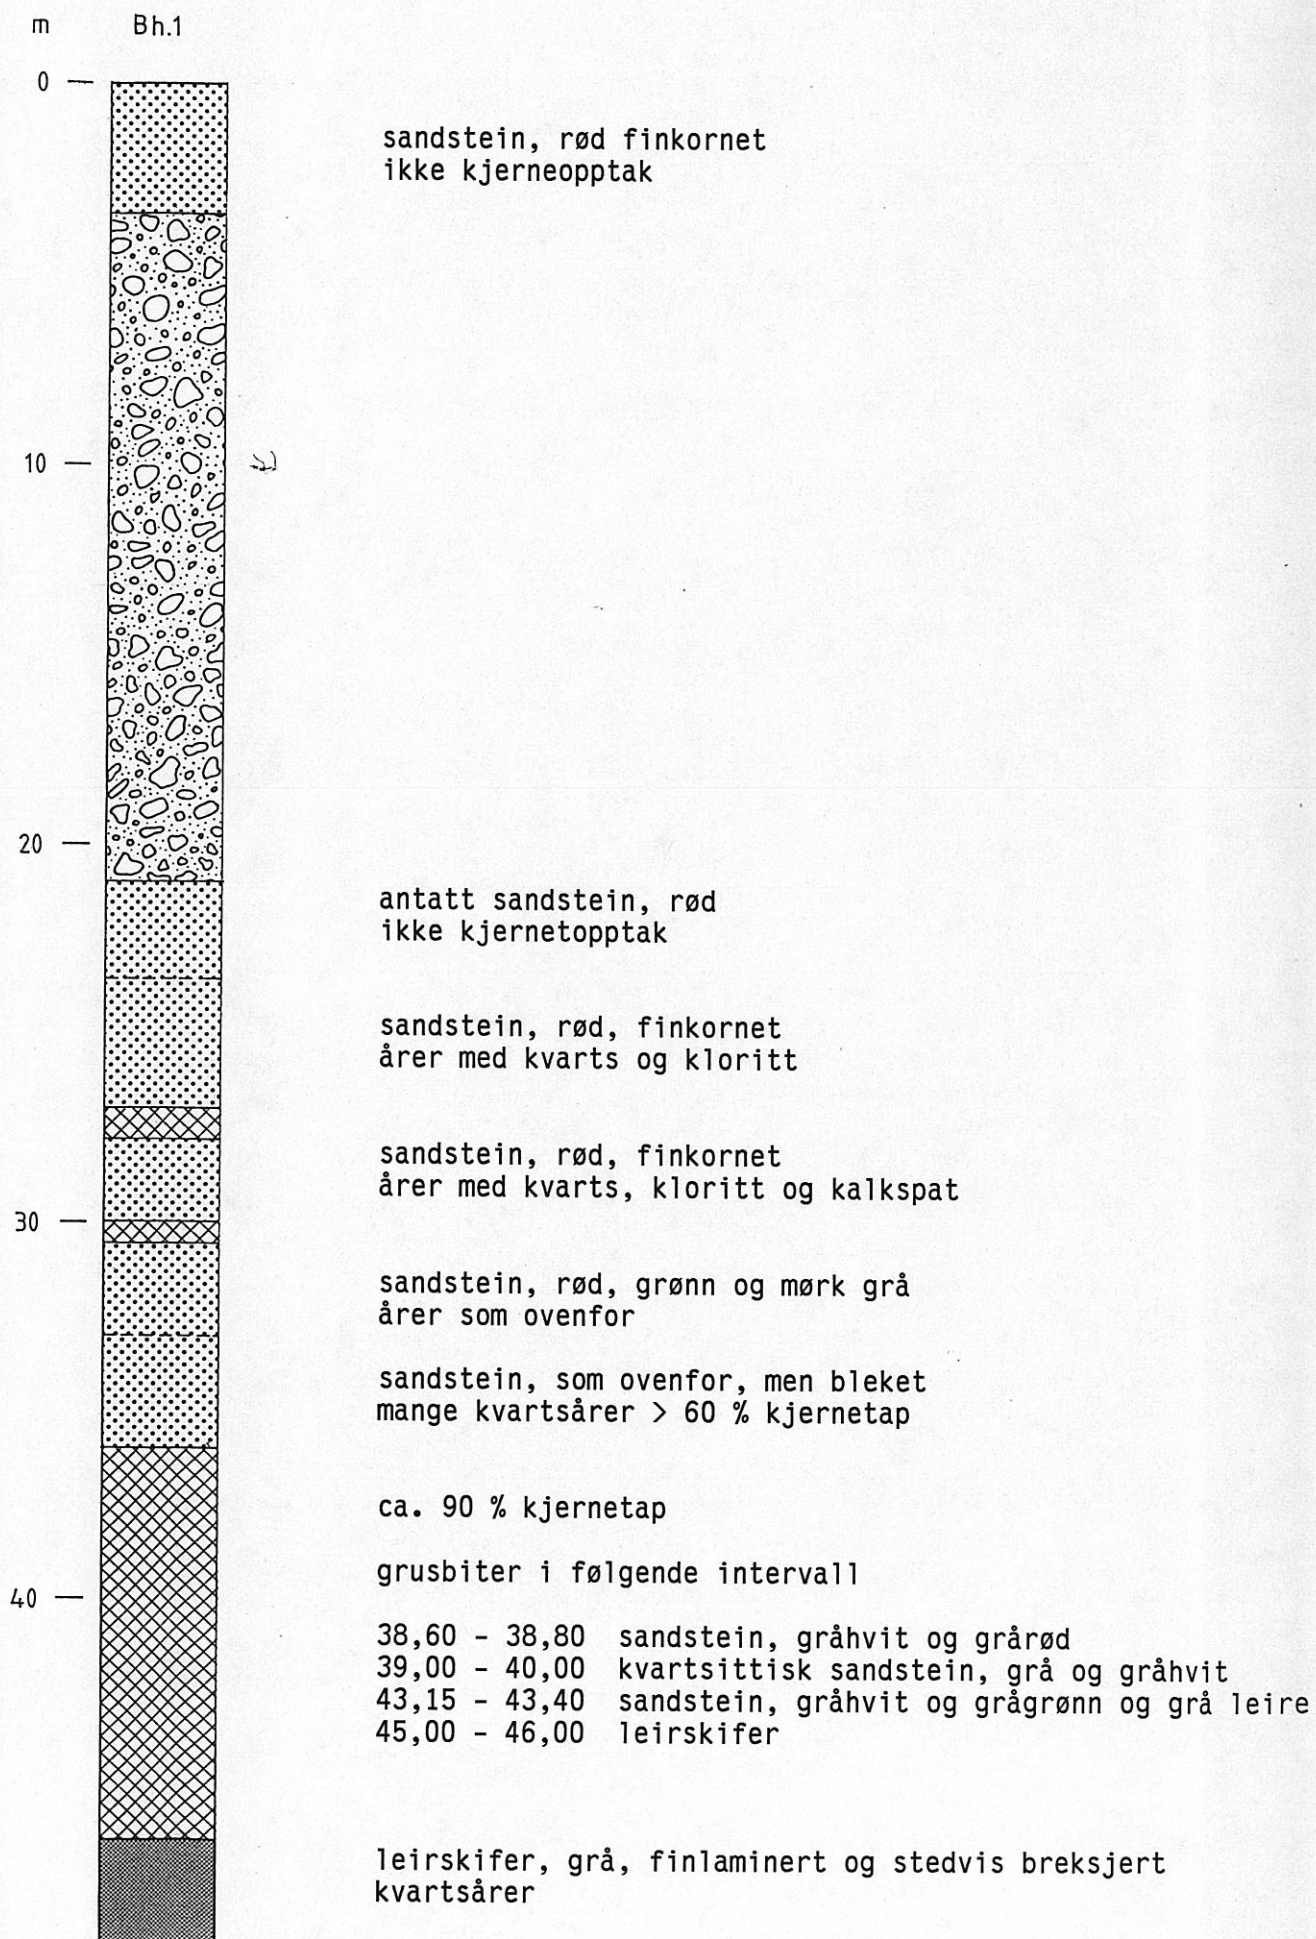 m Bh.1
0
sandstein, rød finkornet
ikke kjerneopptak
10
20
antatt sandstein, rød
ikke kjernetopptak
sandstein, rød, finkornet
årer med kvarts og kloritt
sandstein, rød, finkornet
årer med kvarts, kloritt og kalkspat
30
sandstein, rød, grønn og mørk grå
årer som ovenfor
sandstein, som ovenfor, men bleket
mange kvartsårer > 60 % kjernetap
ca. 90 % kjernetap
grusbiter i følgende intervall
40
38,60 - 38,80 sandstein, gråhvit og grårød
39,00 - 40,00 kvartsittisk sandstein, grå og gråhvit
43,15 - 43,40 sandstein, gråhvit og grågrønn og grå leire
45,00 - 46,00 leirskifer
leirskifer, grå, finlaminert og stedvis breksjert
kvartsårer